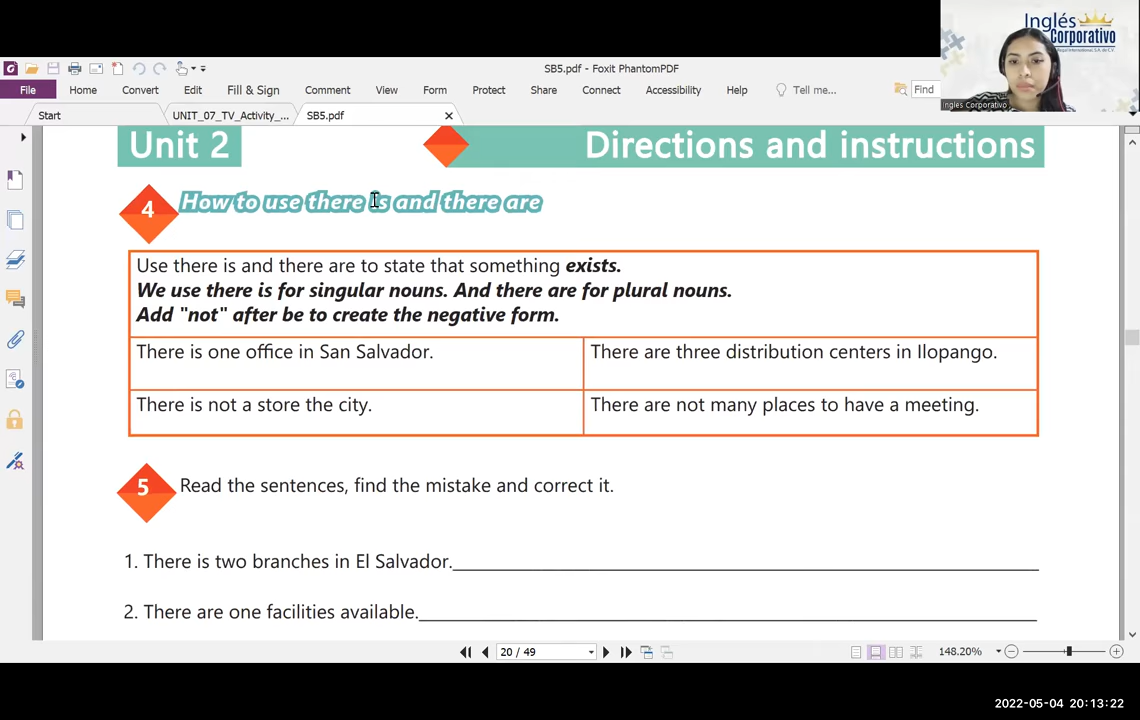 Inglés
Corporativo
Royal International S.A. de C.V.
Inglés Corporativo
SB5.pdf - Foxit PhantomPDF
File Home Convert Edit Fill & Sign Comment View Form Protect Share Connect Accessibility Help Tell me... Find
Start UNIT_07_TV_Activity_... SB5.pdf
Unit 2 Directions and instructions
4 How to use there is and there are
Use there is and there are to state that something exists.
We use there is for singular nouns. And there are for plural nouns.
Add "not" after be to create the negative form.
There is one office in San Salvador. There are three distribution centers in Ilopango.
There is not a store the city. There are not many places to have a meeting.
5 Read the sentences, find the mistake and correct it.
1. There is two branches in El Salvador.
2. There are one facilities available.
20 / 49 148.20%
2022-05-04 20:13:22